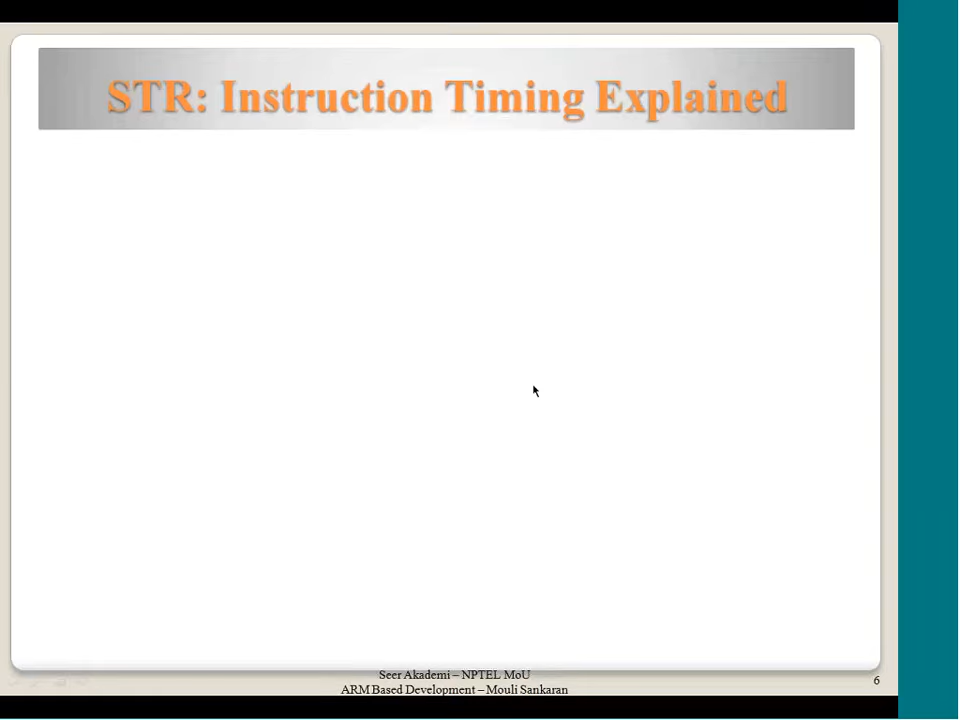 STR: Instruction Timing Explained
Seer Akademi – NPTEL MoU
ARM Based Development – Mouli Sankaran
6